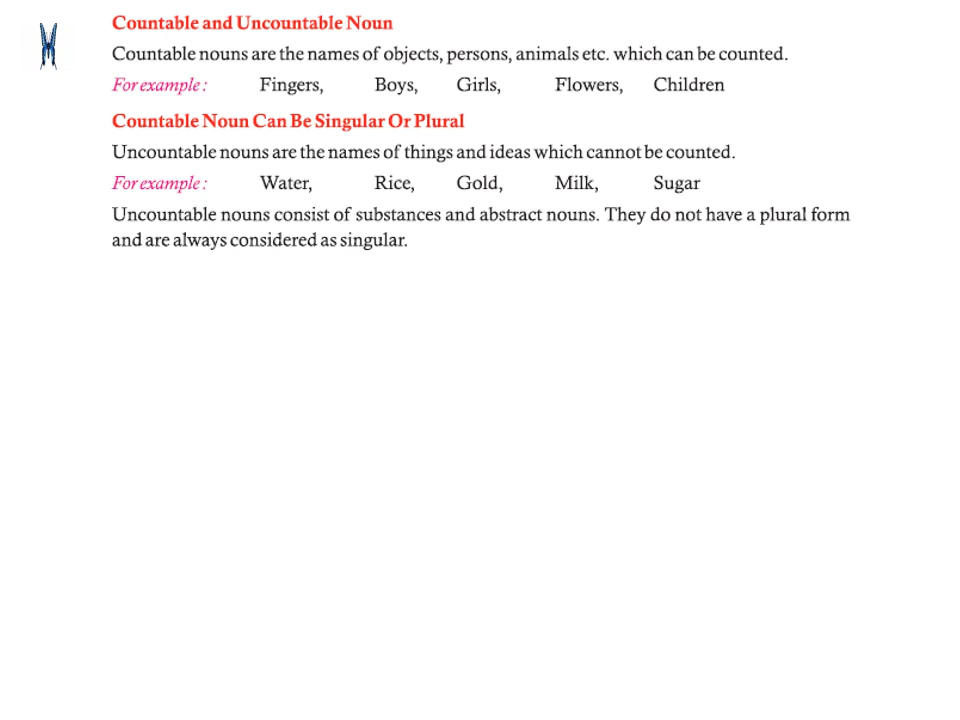 Countable and Uncountable Noun
Countable nouns are the names of objects, persons, animals etc. which can be counted.
For example : Fingers, Boys, Girls, Flowers, Children
Countable Noun Can Be Singular Or Plural
Uncountable nouns are the names of things and ideas which cannot be counted.
For example : Water, Rice, Gold, Milk, Sugar
Uncountable nouns consist of substances and abstract nouns. They do not have a plural form
and are always considered as singular.